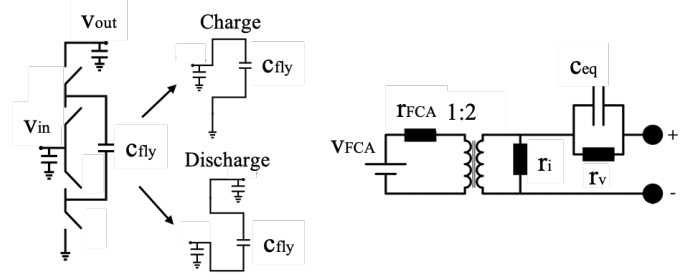 Vout
Vin
Cfly
Charge
Cfly
Discharge
Cfly
rFCA 1:2
VFCA
Ceq
ri
rv
+
-